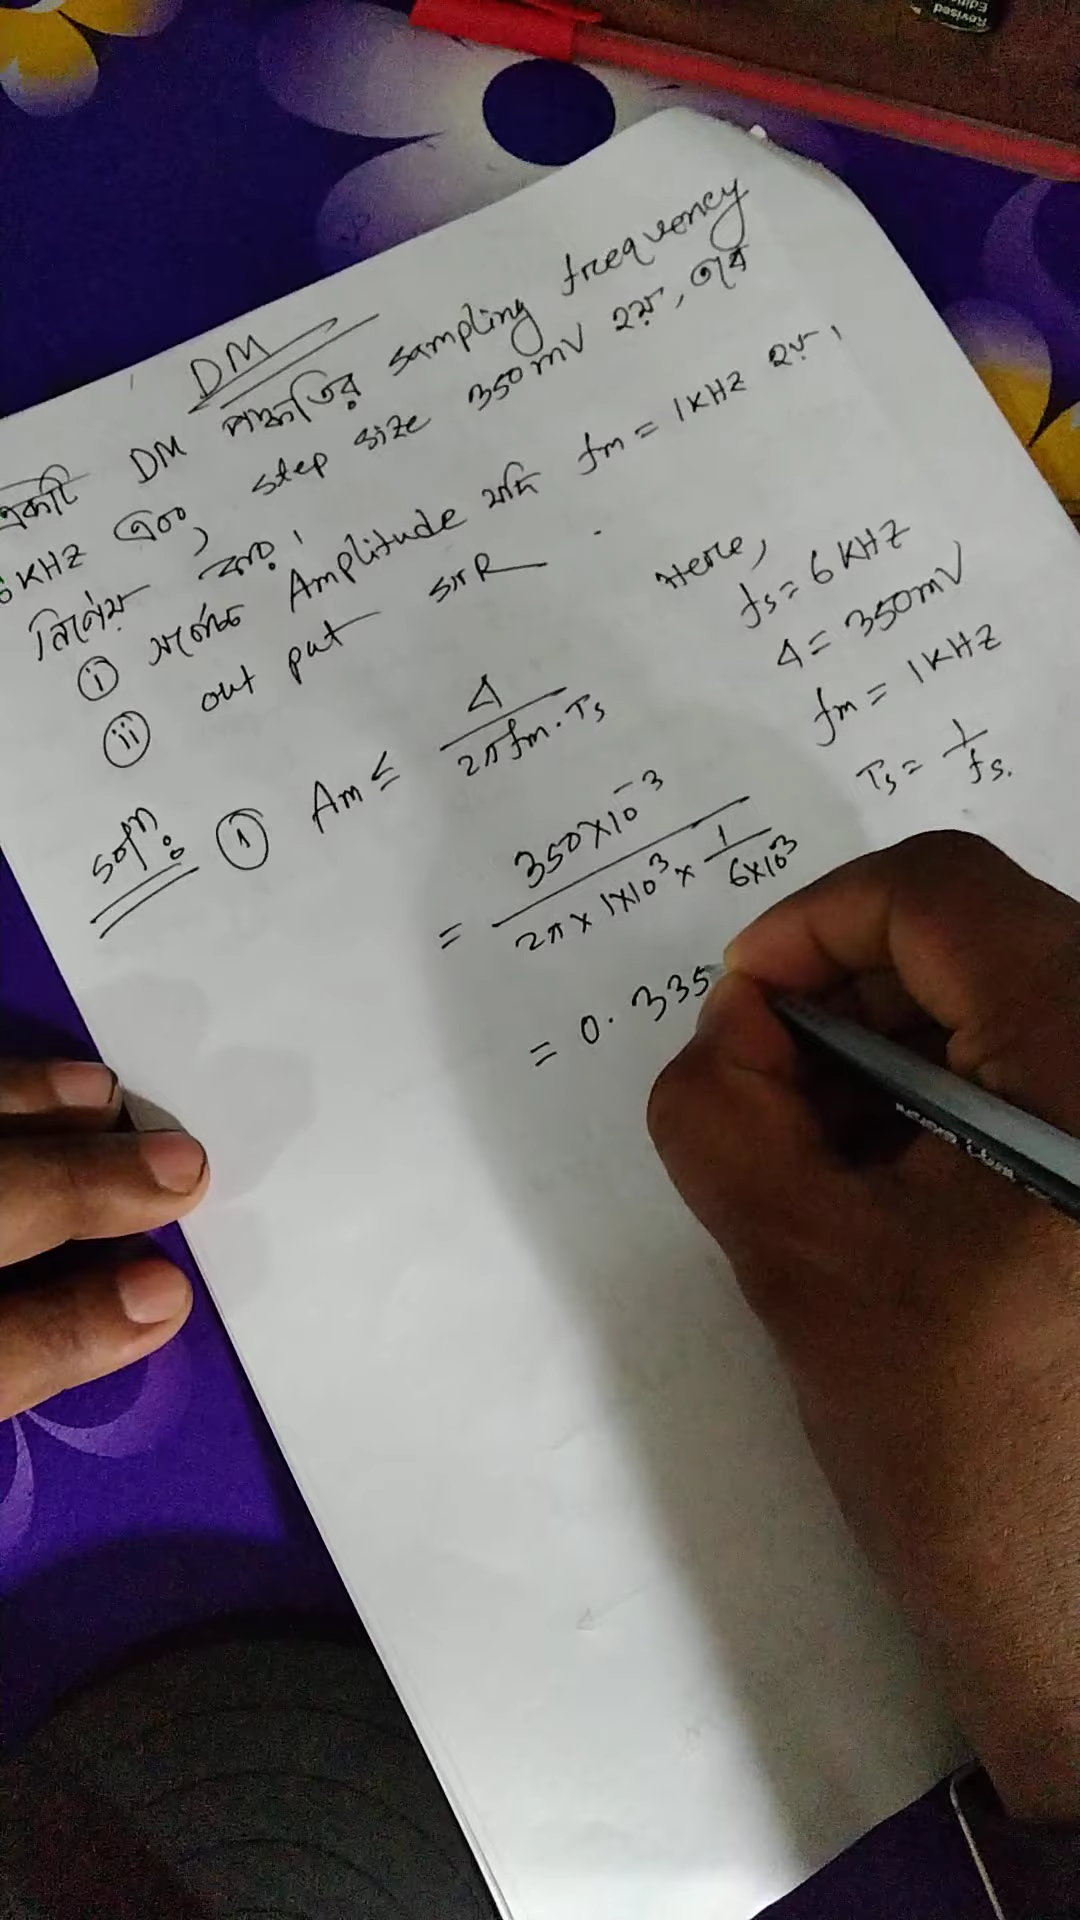 DM
একটি DM পদ্ধতির sampling frequency
6KHZ এবং step size 350mV হয়, তবে
নির্ণয় কর।
i সর্বোচ্চ Amplitude যদি fm = 1KHZ হয়।
ii out put SNR
Here,
fs = 6KHZ
Δ = 350mV
fm = 1KHZ
Ts = 1/fs.
soln: 1 Am ≤ Δ/2πfm.Ts
= 350×10^-3/2π×1×10^3×1/6×10^3
= 0.335
Revised